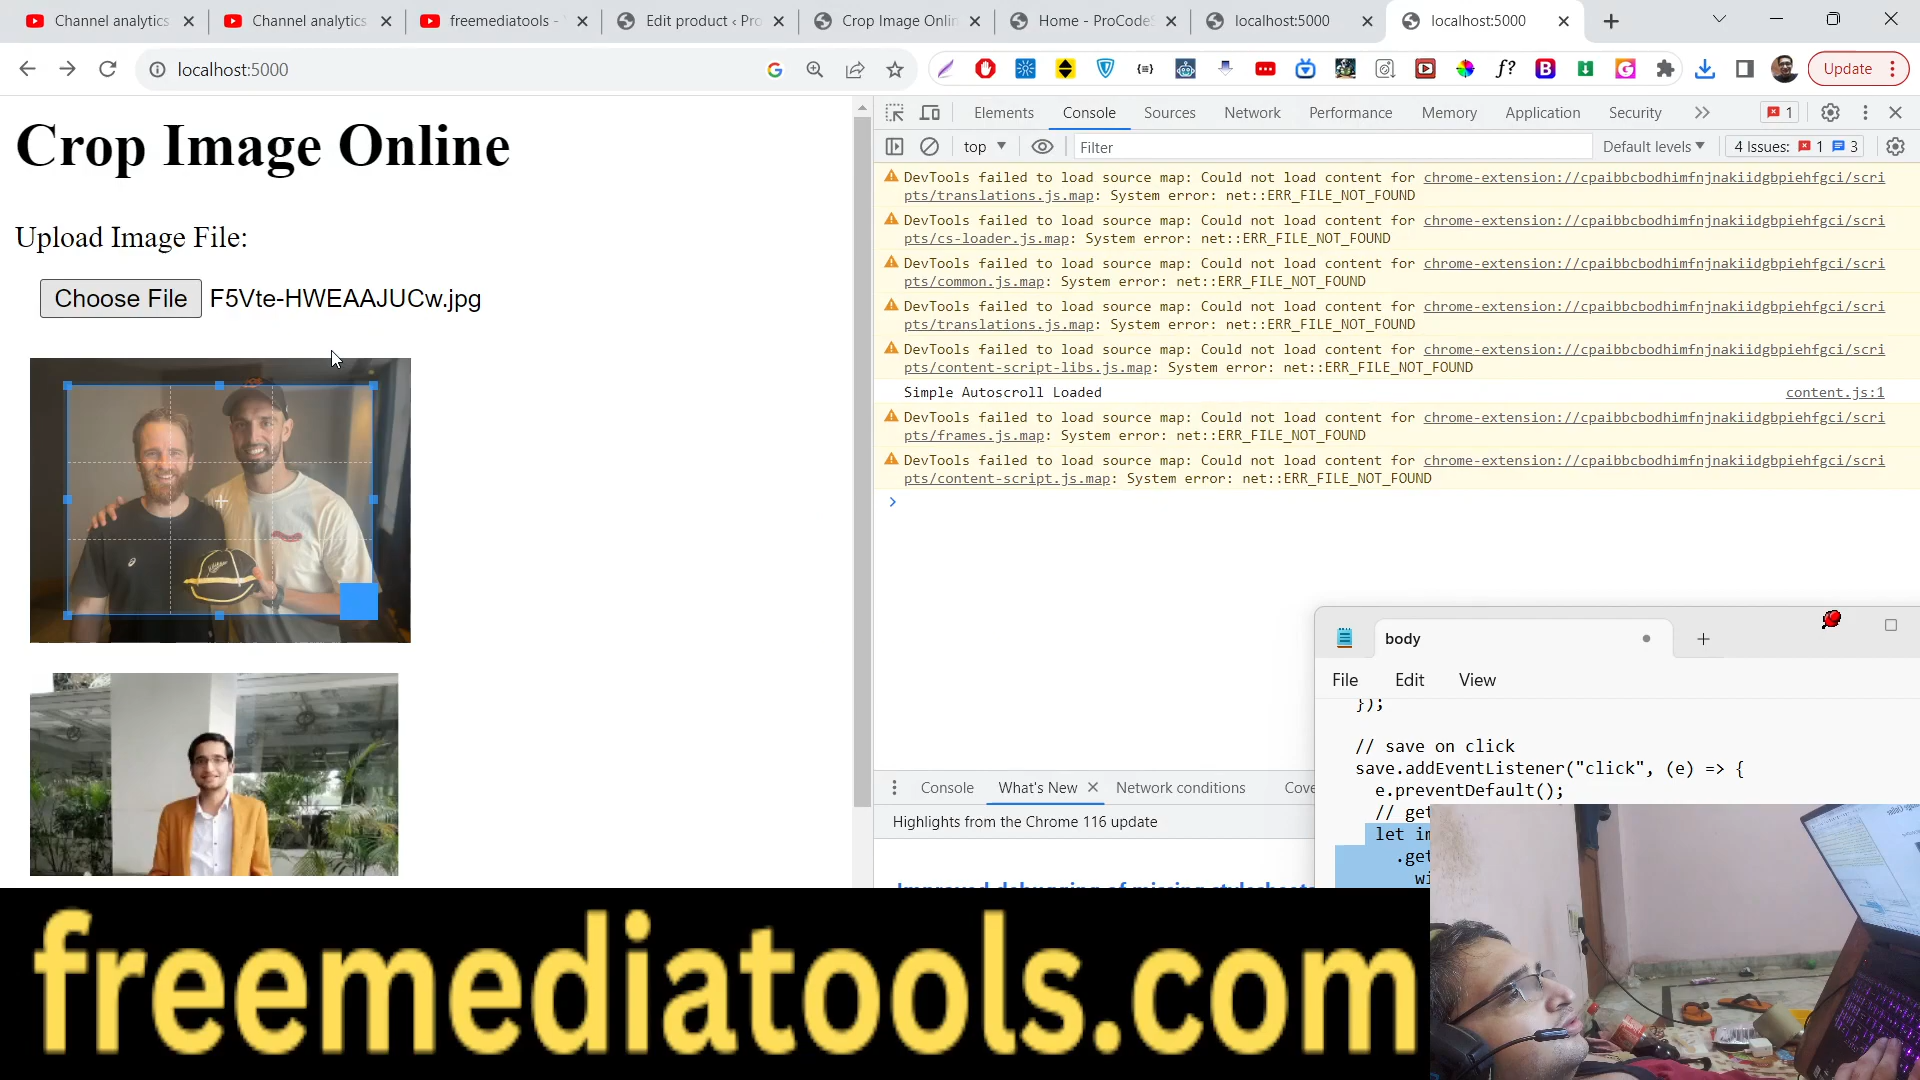 Channel analytics
Channel analytics
freemediatools -
Edit product ‹ Pro
Crop Image Onlin
Home - ProCodeS
localhost:5000
localhost:5000
localhost:5000
Update
Crop Image Online
Upload Image File:
Choose File F5Vte-HWEAAJUCw.jpg
Elements Console Sources Network Performance Memory Application Security
1
top
Filter
Default levels
4 Issues: 1 3
DevTools failed to load source map: Could not load content for chrome-extension://cpaibbcbodhimfnjnakiidgbpiehfgci/scri
pts/translations.js.map: System error: net::ERR_FILE_NOT_FOUND
DevTools failed to load source map: Could not load content for chrome-extension://cpaibbcbodhimfnjnakiidgbpiehfgci/scri
pts/cs-loader.js.map: System error: net::ERR_FILE_NOT_FOUND
DevTools failed to load source map: Could not load content for chrome-extension://cpaibbcbodhimfnjnakiidgbpiehfgci/scri
pts/common.js.map: System error: net::ERR_FILE_NOT_FOUND
DevTools failed to load source map: Could not load content for chrome-extension://cpaibbcbodhimfnjnakiidgbpiehfgci/scri
pts/translations.js.map: System error: net::ERR_FILE_NOT_FOUND
DevTools failed to load source map: Could not load content for chrome-extension://cpaibbcbodhimfnjnakiidgbpiehfgci/scri
pts/content-script-libs.js.map: System error: net::ERR_FILE_NOT_FOUND
Simple Autoscroll Loaded content.js:1
DevTools failed to load source map: Could not load content for chrome-extension://cpaibbcbodhimfnjnakiidgbpiehfgci/scri
pts/frames.js.map: System error: net::ERR_FILE_NOT_FOUND
DevTools failed to load source map: Could not load content for chrome-extension://cpaibbcbodhimfnjnakiidgbpiehfgci/scri
pts/content-script.js.map: System error: net::ERR_FILE_NOT_FOUND
Console What's New Network conditions Cove
Highlights from the Chrome 116 update
body
File Edit View
});
// save on click
save.addEventListener("click", (e) => {
e.preventDefault();
// get
let im
.get
wi
freemediatools.com